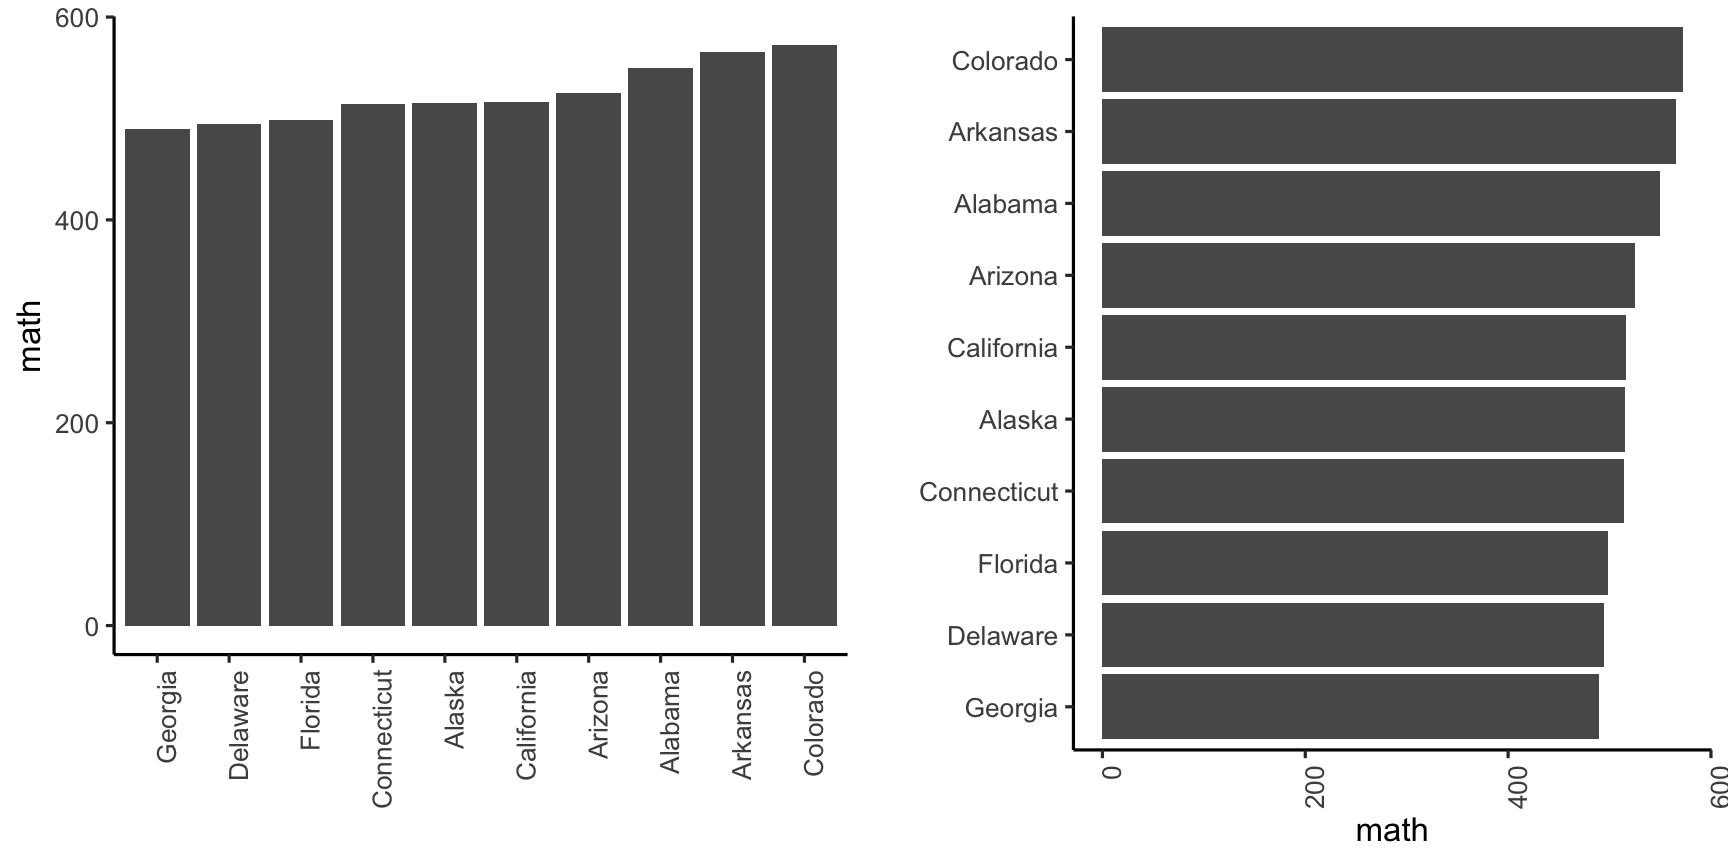 600
400
200
0
math
Georgia
Delaware
Florida
Connecticut
Alaska
California
Arizona
Alabama
Arkansas
Colorado
Colorado
Arkansas
Alabama
Arizona
California
Alaska
Connecticut
Florida
Delaware
Georgia
0
200
400
600
math